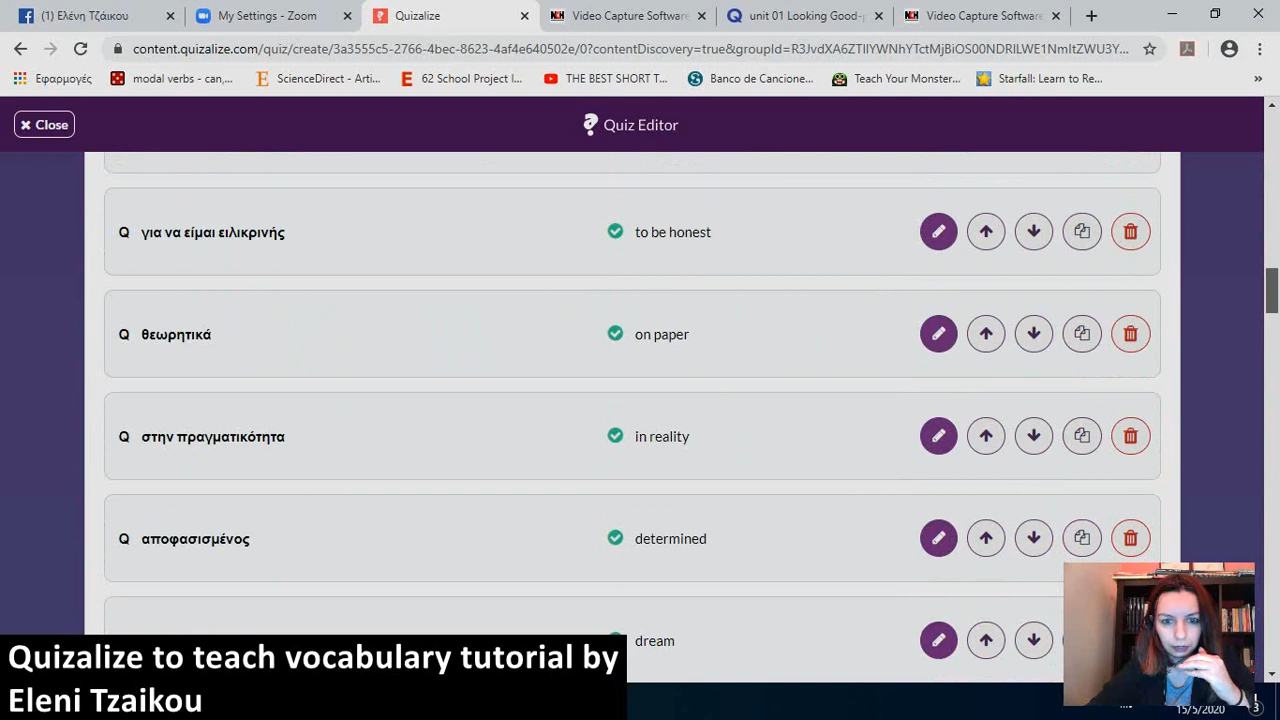 (1) Ελένη Τζάικου
My Settings - Zoom
Quizalize
Video Capture Software
unit 01 Looking Good-
Video Capture Software
content.quizalize.com/quiz/create/3a3555c5-2766-4bec-8623-4af4e640502e/0?contentDiscovery=true&groupId=
Εφαρμογές
modal verbs - can,...
ScienceDirect - Arti...
62 School Project I...
THE BEST SHORT T...
Banco de Cancione...
Teach Your Monster...
Starfall: Learn to Re...
»
Close
Quiz Editor
Q για να είμαι ειλικρινής
to be honest
Q θεωρητικά
on paper
Q στην πραγματικότητα
in reality
Q αποφασισμένος
determined
dream
Quizalize to teach vocabulary tutorial by
Eleni Tzaikou
15/5/2020
3